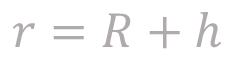 r = R + h